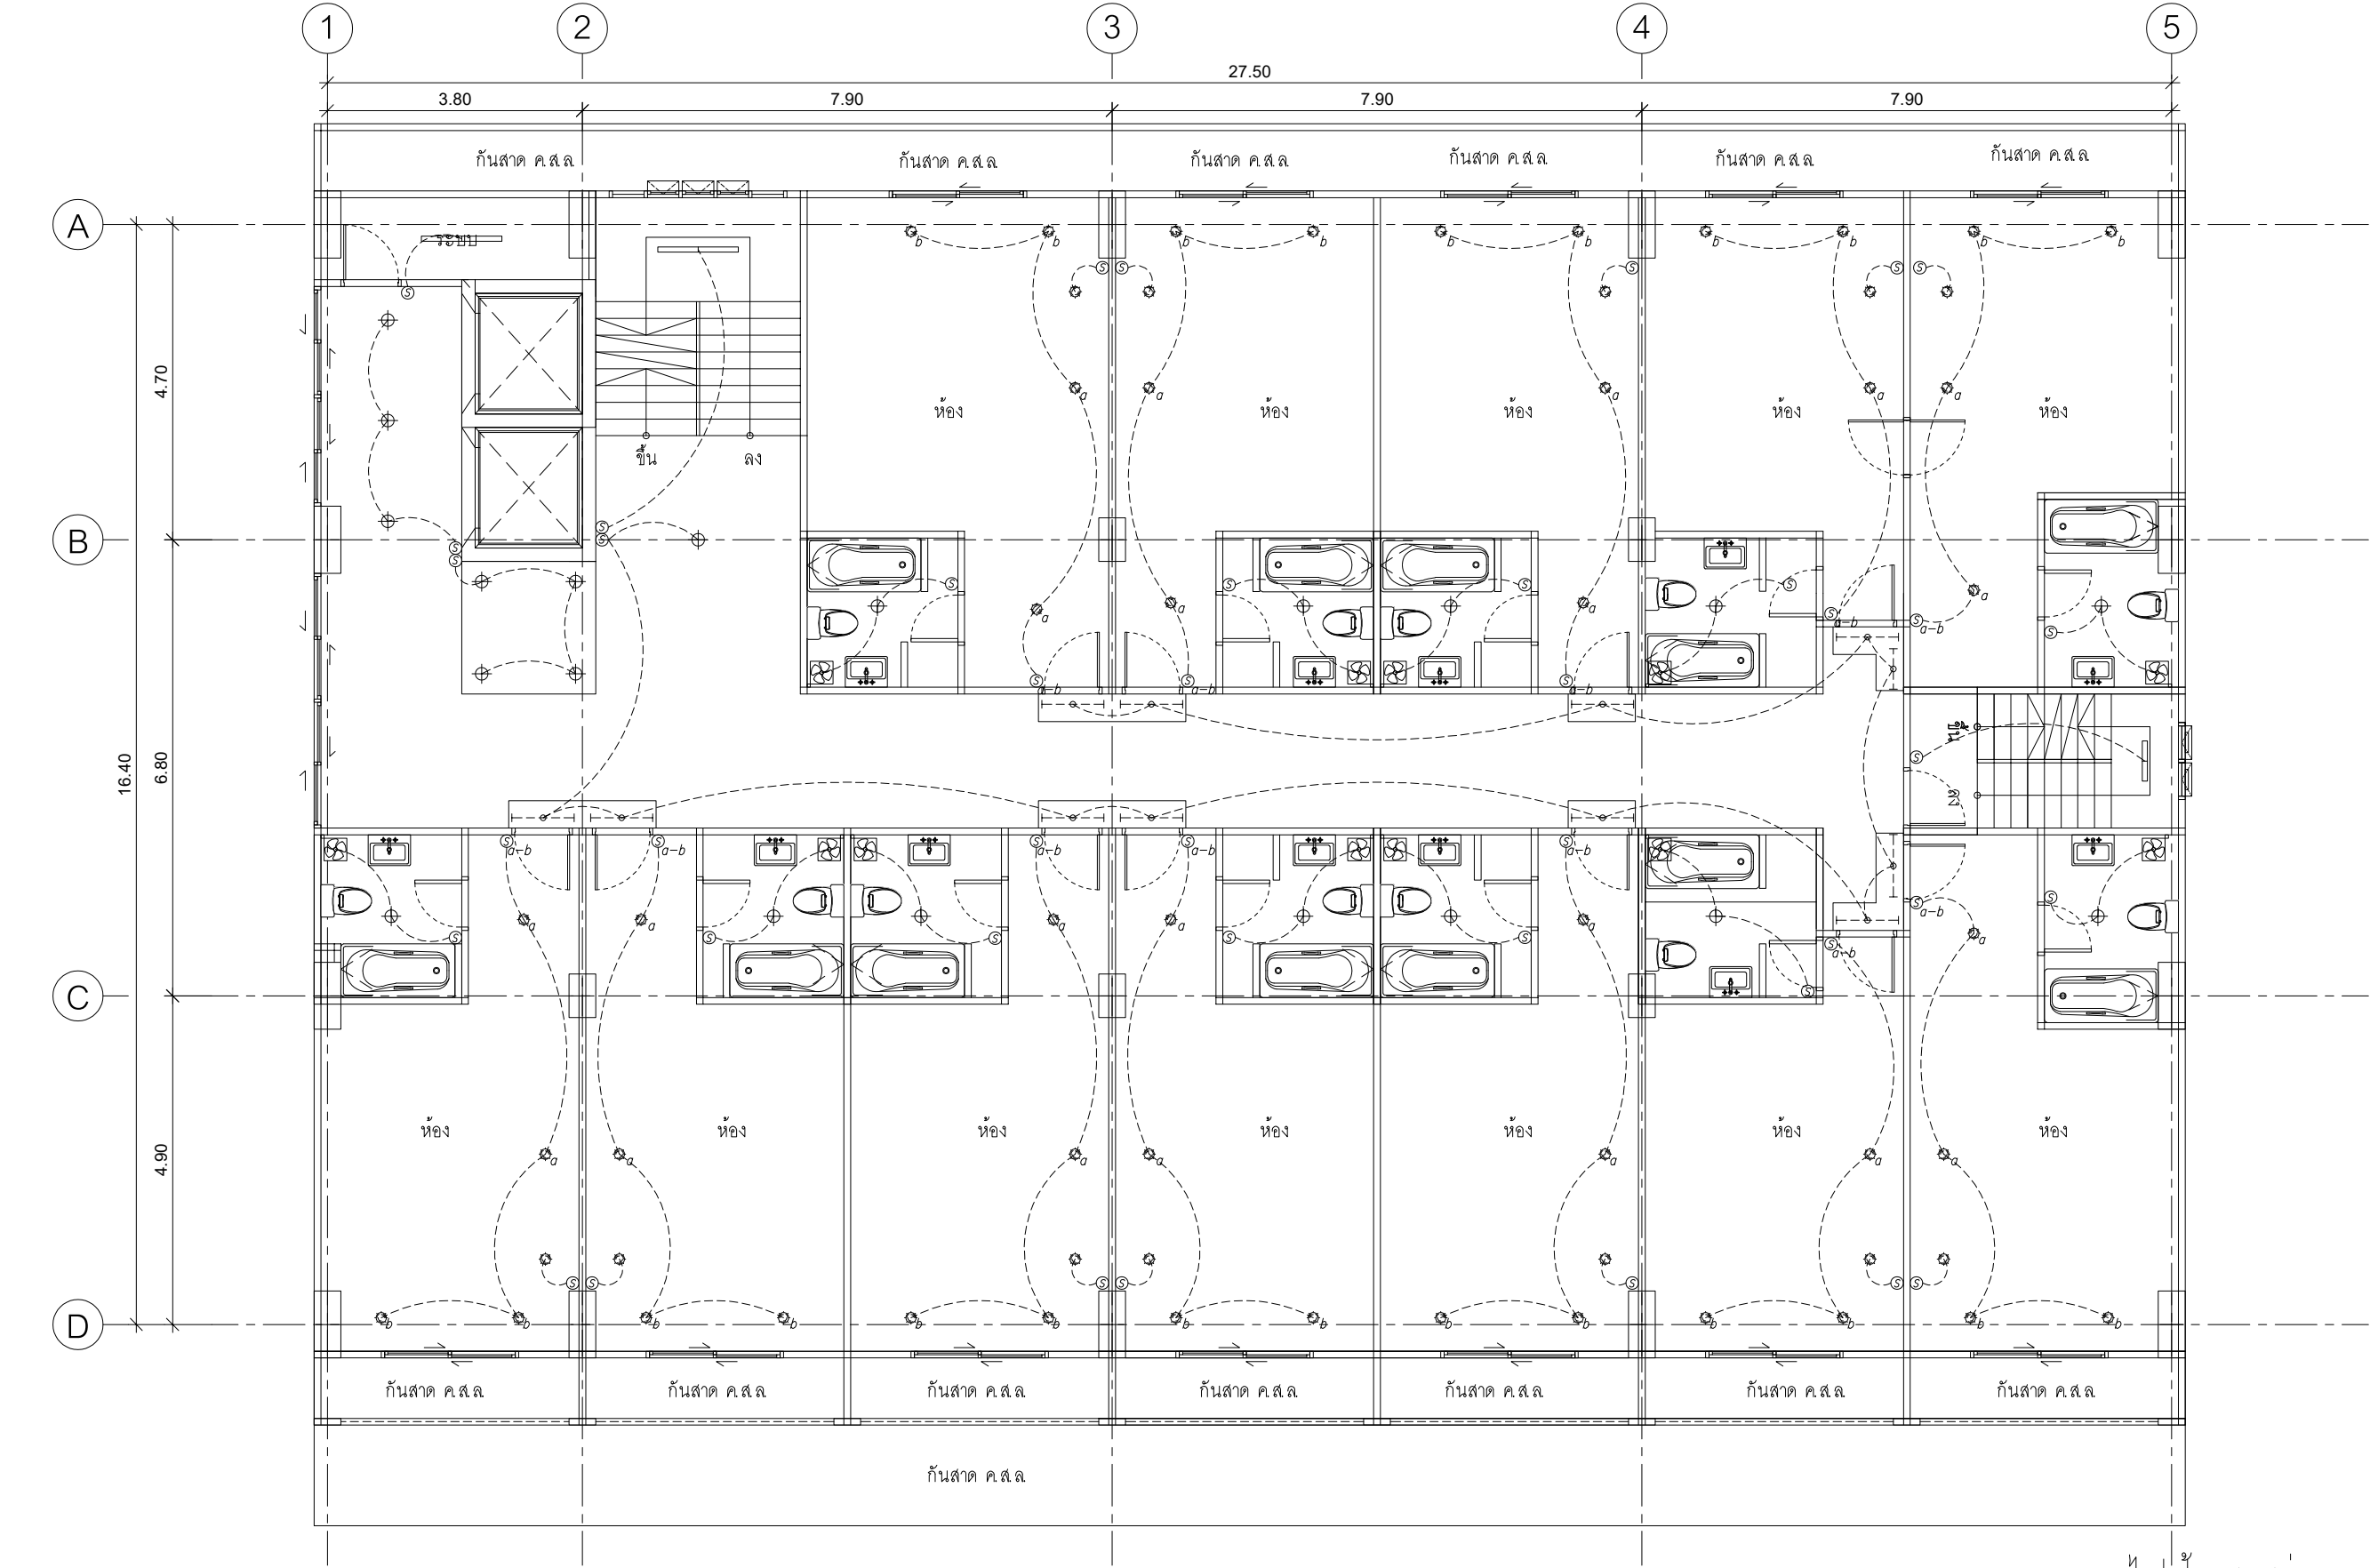 1 2 3 4 5
27.50
3.80 7.90 7.90 7.90
กันสาด ค.ส.ล. กันสาด ค.ส.ล. กันสาด ค.ส.ล. กันสาด ค.ส.ล. กันสาด ค.ส.ล. กันสาด ค.ส.ล.
A
ระบบ
b b b b b b b b b b
S S S S S
S
4.70
a a a a a
ห้อง ห้อง ห้อง ห้อง ห้อง
ขึ้น ลง
B
S S
S S
S S S S
a a a a
S a-b S a-b S
S a-b S a-b S a-b
ขึ้น
S
16.40
6.80
ลง
S a-b S a-b S a-b S a-b S a-b
S S a-b
a a a a a a
S S S S S S a-b
S
C
4.90
ห้อง ห้อง ห้อง ห้อง ห้อง ห้อง ห้อง
a a a a a a a
S S S S S S S
D
b b b b b b b b b b b b b b
กันสาด ค.ส.ล. กันสาด ค.ส.ล. กันสาด ค.ส.ล. กันสาด ค.ส.ล. กันสาด ค.ส.ล. กันสาด ค.ส.ล. กันสาด ค.ส.ล.
กันสาด ค.ส.ล.